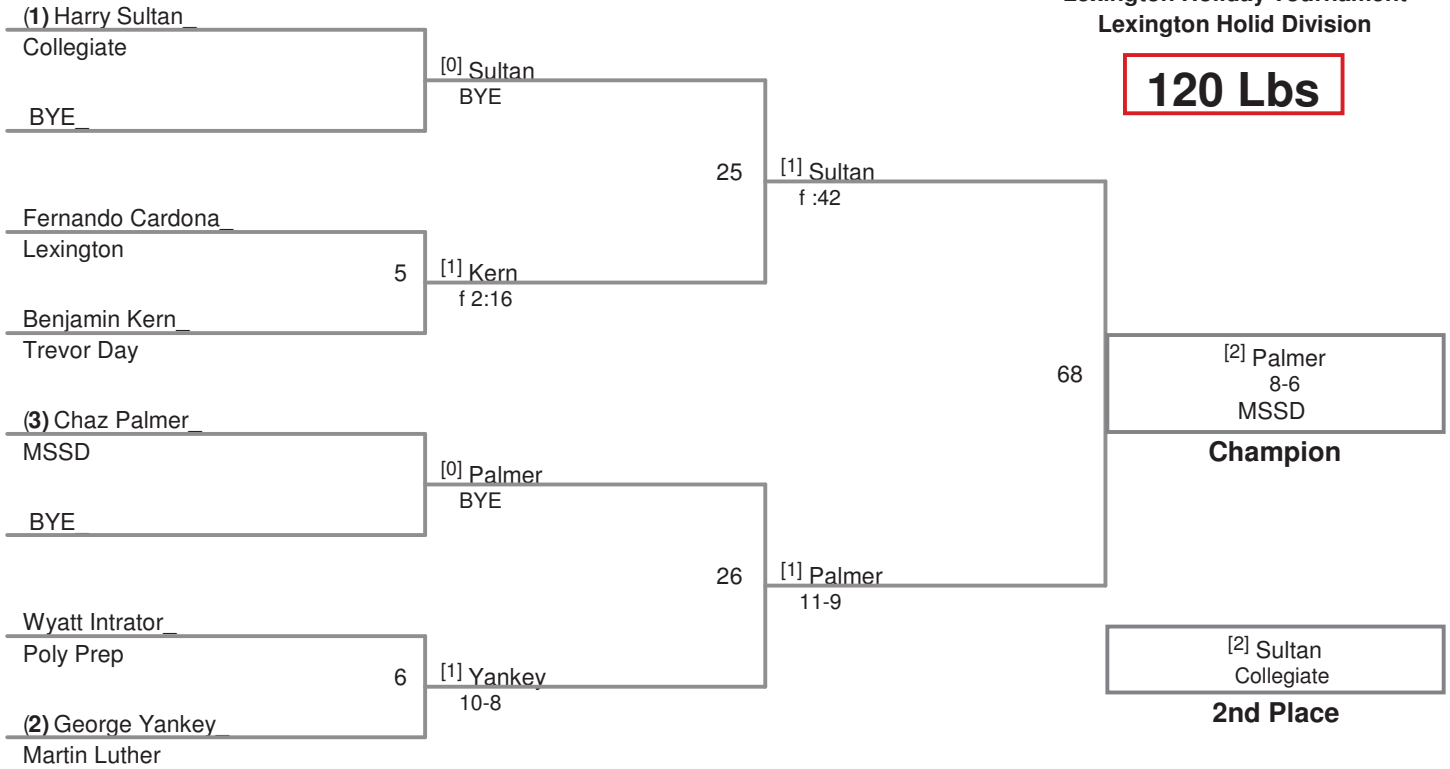 Lexington Holiday Tournament
Lexington Holid Division
120 Lbs
(1) Harry Sultan_
Collegiate
BYE_
[0] Sultan
BYE
25
[1] Sultan
f :42
Fernando Cardona_
Lexington
5
[1] Kern
f 2:16
Benjamin Kern_
Trevor Day
68
[2] Palmer
8-6
MSSD
Champion
(3) Chaz Palmer_
MSSD
[0] Palmer
BYE
BYE_
26
[1] Palmer
11-9
Wyatt Intrator_
Poly Prep
6
[1] Yankey
10-8
(2) George Yankey_
Martin Luther
[2] Sultan
Collegiate
2nd Place